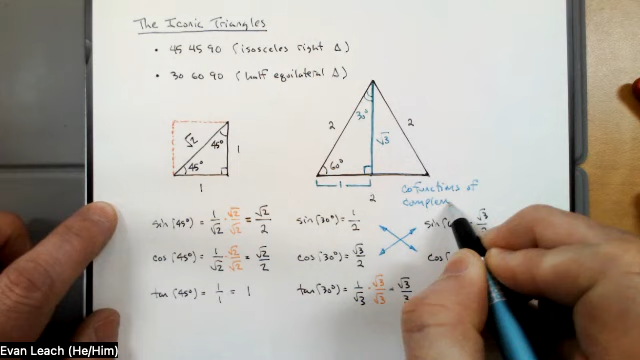 The Iconic Triangles
• 45 45 90 (isosceles right Δ)
• 30 60 90 (half equilateral Δ)
√2
45°
45°
1
1
2
30°
2
√3
60°
1
2
cofunctions of
complem
sin(45°) = 1/√2 · √2/√2 = √2/2
sin(30°) = 1/2
√3
cos(45°) = 1/√2 · √2/√2 = √2/2
cos(30°) = √3/2
tan(45°) = 1/1 = 1
tan(30°) = 1/√3 · √3/√3 = √3/3
Evan Leach (He/Him)